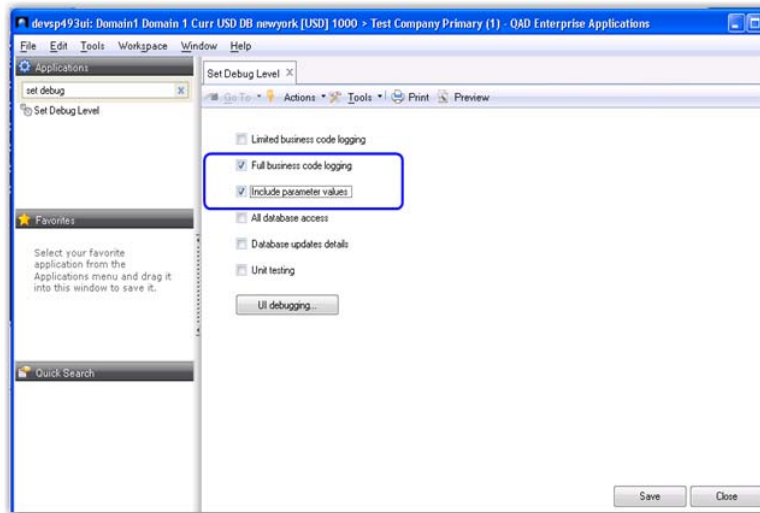 devsp493ui: Domain1 Domain 1 Curr USD DB newyork [USD] 1000 > Test Company Primary (1) - QAD Enterprise Applications
File Edit Tools Workspace Window Help
Applications
set debug
Set Debug Level
Favorites
Select your favorite
application from the
Applications menu and drag it
into this window to save it.
Quick Search
Set Debug Level
Go To Actions Tools Print Preview
Limited business code logging
Full business code logging
Include parameter values
All database access
Database updates details
Unit testing
UI debugging...
Save Close